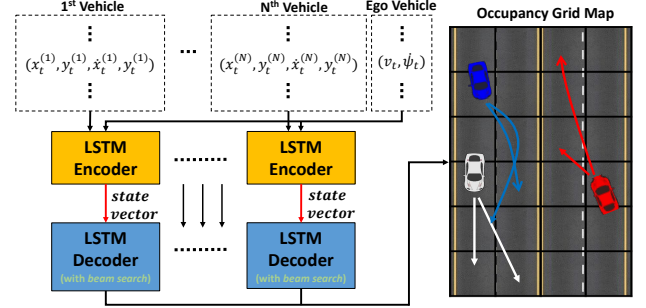 1st Vehicle
Nth Vehicle
Ego Vehicle
Occupancy Grid Map
⋯
(x_t^(1), y_t^(1), ẋ_t^(1), y_t^(1))
...
(x_t^(N), y_t^(N), ẋ_t^(N), y_t^(N))
(v_t, ψ̇_t)
LSTM
Encoder
LSTM
Encoder
state
vector
state
vector
LSTM
Decoder
(with beam search)
LSTM
Decoder
(with beam search)